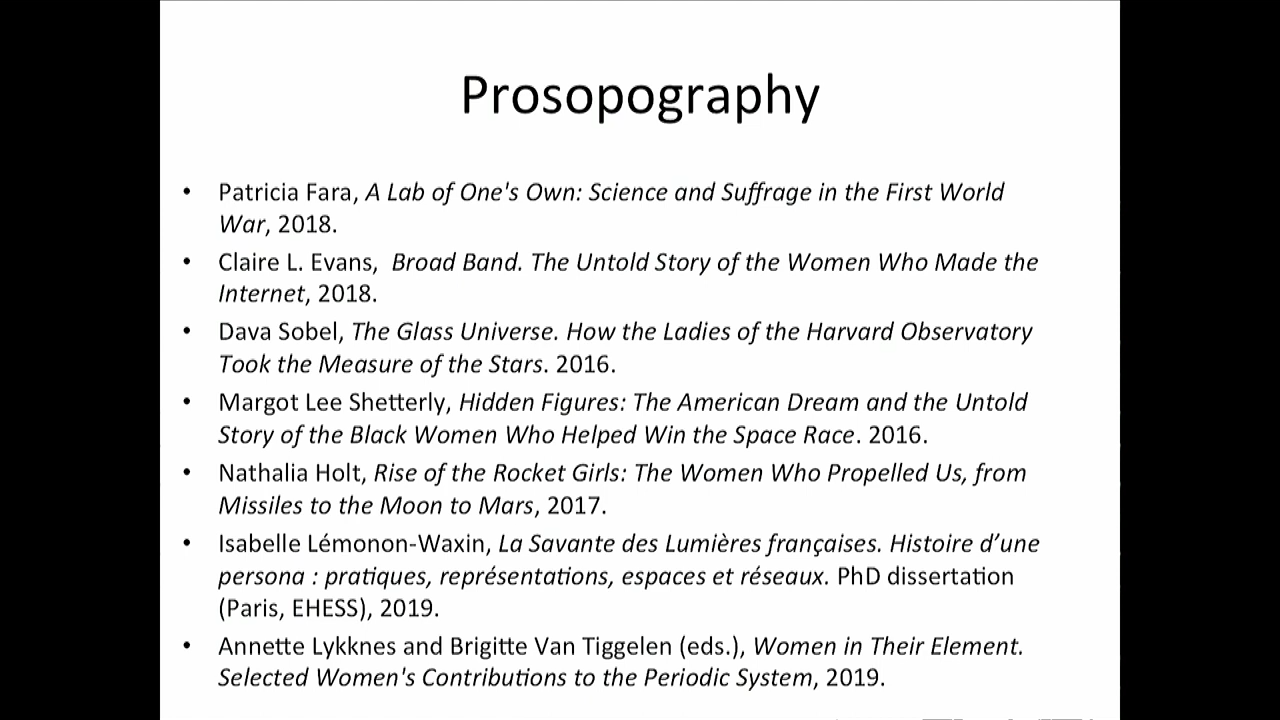 Prosopography
• Patricia Fara, A Lab of One's Own: Science and Suffrage in the First World
War, 2018.
• Claire L. Evans,  Broad Band. The Untold Story of the Women Who Made the
Internet, 2018.
• Dava Sobel, The Glass Universe. How the Ladies of the Harvard Observatory
Took the Measure of the Stars. 2016.
• Margot Lee Shetterly, Hidden Figures: The American Dream and the Untold
Story of the Black Women Who Helped Win the Space Race. 2016.
• Nathalia Holt, Rise of the Rocket Girls: The Women Who Propelled Us, from
Missiles to the Moon to Mars, 2017.
• Isabelle Lémonon-Waxin, La Savante des Lumières françaises. Histoire d’une
persona : pratiques, représentations, espaces et réseaux. PhD dissertation
(Paris, EHESS), 2019.
• Annette Lykknes and Brigitte Van Tiggelen (eds.), Women in Their Element.
Selected Women's Contributions to the Periodic System, 2019.